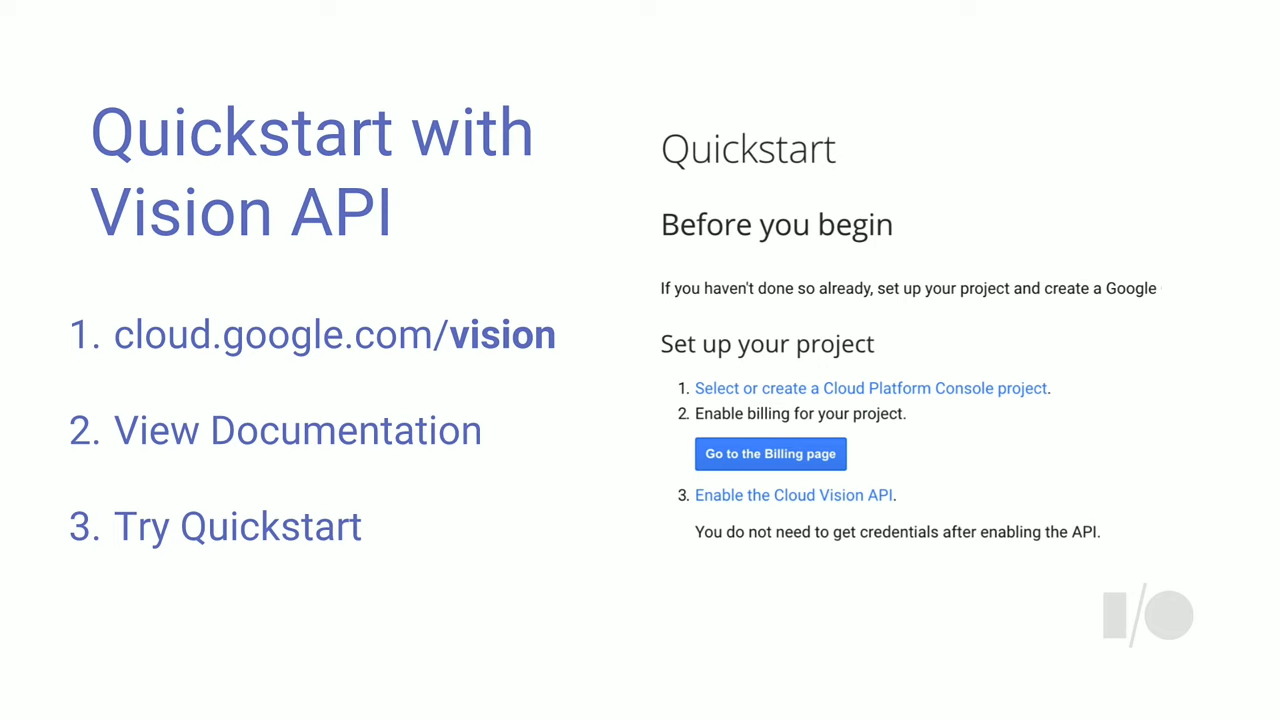 Quickstart with
Vision API
1. cloud.google.com/vision
2. View Documentation
3. Try Quickstart
Quickstart
Before you begin
If you haven't done so already, set up your project and create a Google
Set up your project
1. Select or create a Cloud Platform Console project.
2. Enable billing for your project.
Go to the Billing page
3. Enable the Cloud Vision API.
You do not need to get credentials after enabling the API.
I/O